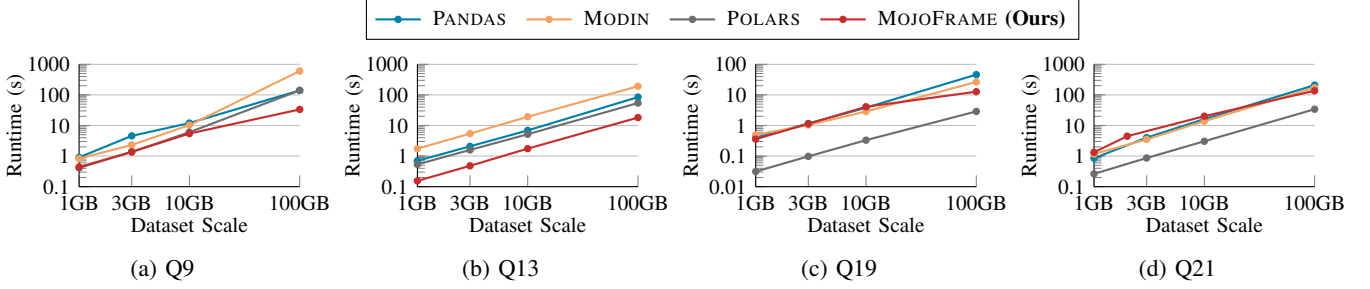 PANDAS MODIN POLARS MOJOFRAME (Ours)
Runtime (s)
1000
100
10
1
0.1
1GB 3GB 10GB 100GB
Dataset Scale
(a) Q9
Runtime (s)
1000
100
10
1
0.1
1GB 3GB 10GB 100GB
Dataset Scale
(b) Q13
Runtime (s)
100
10
1
0.1
0.01
1GB 3GB 10GB 100GB
Dataset Scale
(c) Q19
Runtime (s)
1000
100
10
1
0.1
1GB 3GB 10GB 100GB
Dataset Scale
(d) Q21